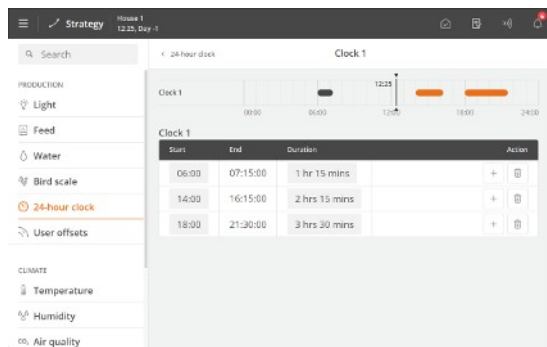 Strategy
House 1
12.25, Day -1
Search
24-hour clock
Clock 1
PRODUCTION
Light
Feed
Water
Bird scale
24-hour clock
User offsets
CLIMATE
Temperature
Humidity
CO₂ Air quality
Clock 1
12:25
00:00 06:00 12:00 18:00 24:00
Clock 1
Start End Duration Action
06:00 07:15:00 1 hr 15 mins
14:00 16:15:00 2 hrs 15 mins
18:00 21:30:00 3 hrs 30 mins